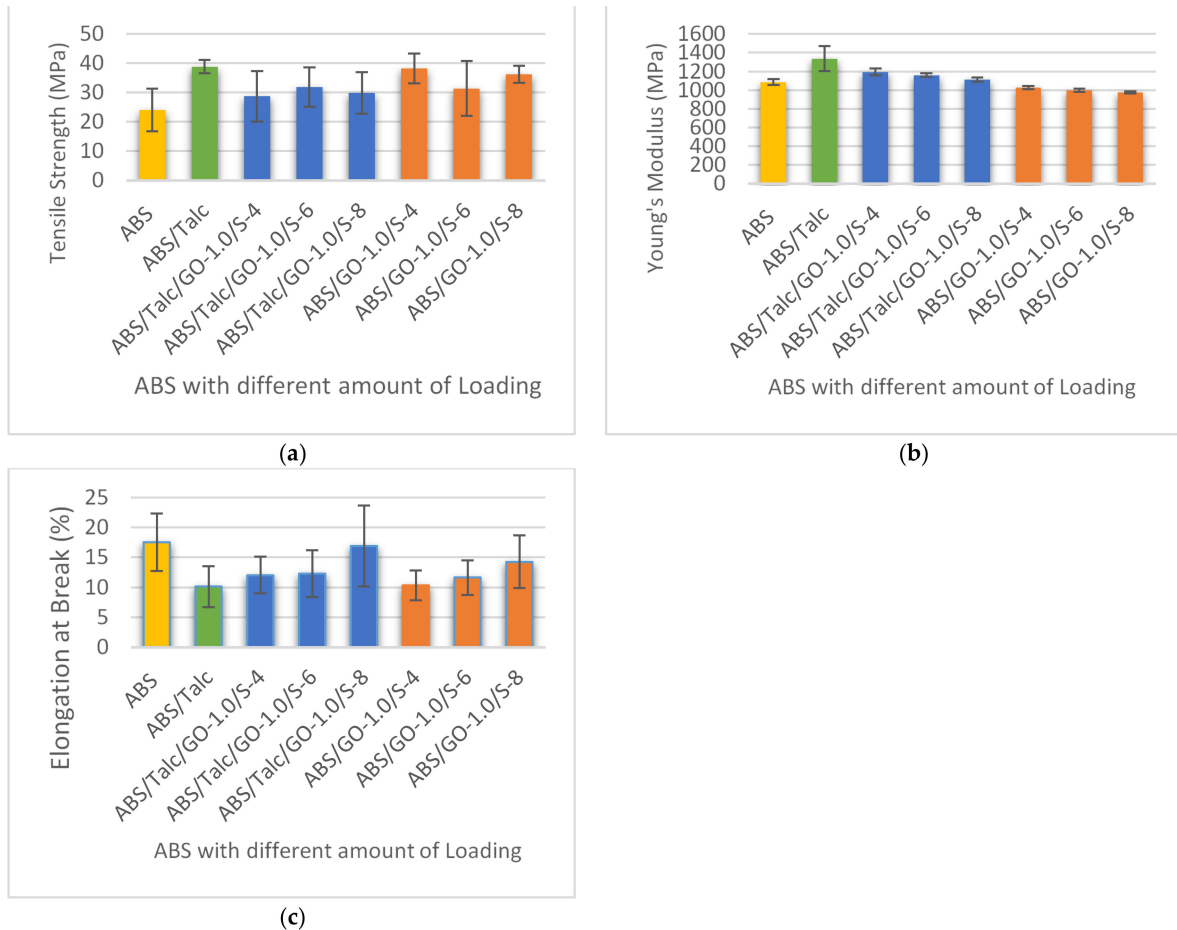 Tensile Strength (MPa)
50
40
30
20
10
0
ABS
ABS/Talc
ABS/Talc/GO-1.0/S-4
ABS/Talc/GO-1.0/S-6
ABS/Talc/GO-1.0/S-8
ABS/GO-1.0/S-4
ABS/GO-1.0/S-6
ABS/GO-1.0/S-8
ABS with different amount of Loading
(a)
Young's Modulus (MPa)
1600
1400
1200
1000
800
600
400
200
0
ABS
ABS/Talc
ABS/Talc/GO-1.0/S-4
ABS/Talc/GO-1.0/S-6
ABS/Talc/GO-1.0/S-8
ABS/GO-1.0/S-4
ABS/GO-1.0/S-6
ABS/GO-1.0/S-8
ABS with different amount of Loading
(b)
Elongation at Break (%)
25
20
15
10
5
0
ABS
ABS/Talc
ABS/Talc/GO-1.0/S-4
ABS/Talc/GO-1.0/S-6
ABS/Talc/GO-1.0/S-8
ABS/GO-1.0/S-4
ABS/GO-1.0/S-6
ABS/GO-1.0/S-8
ABS with different amount of Loading
(c)